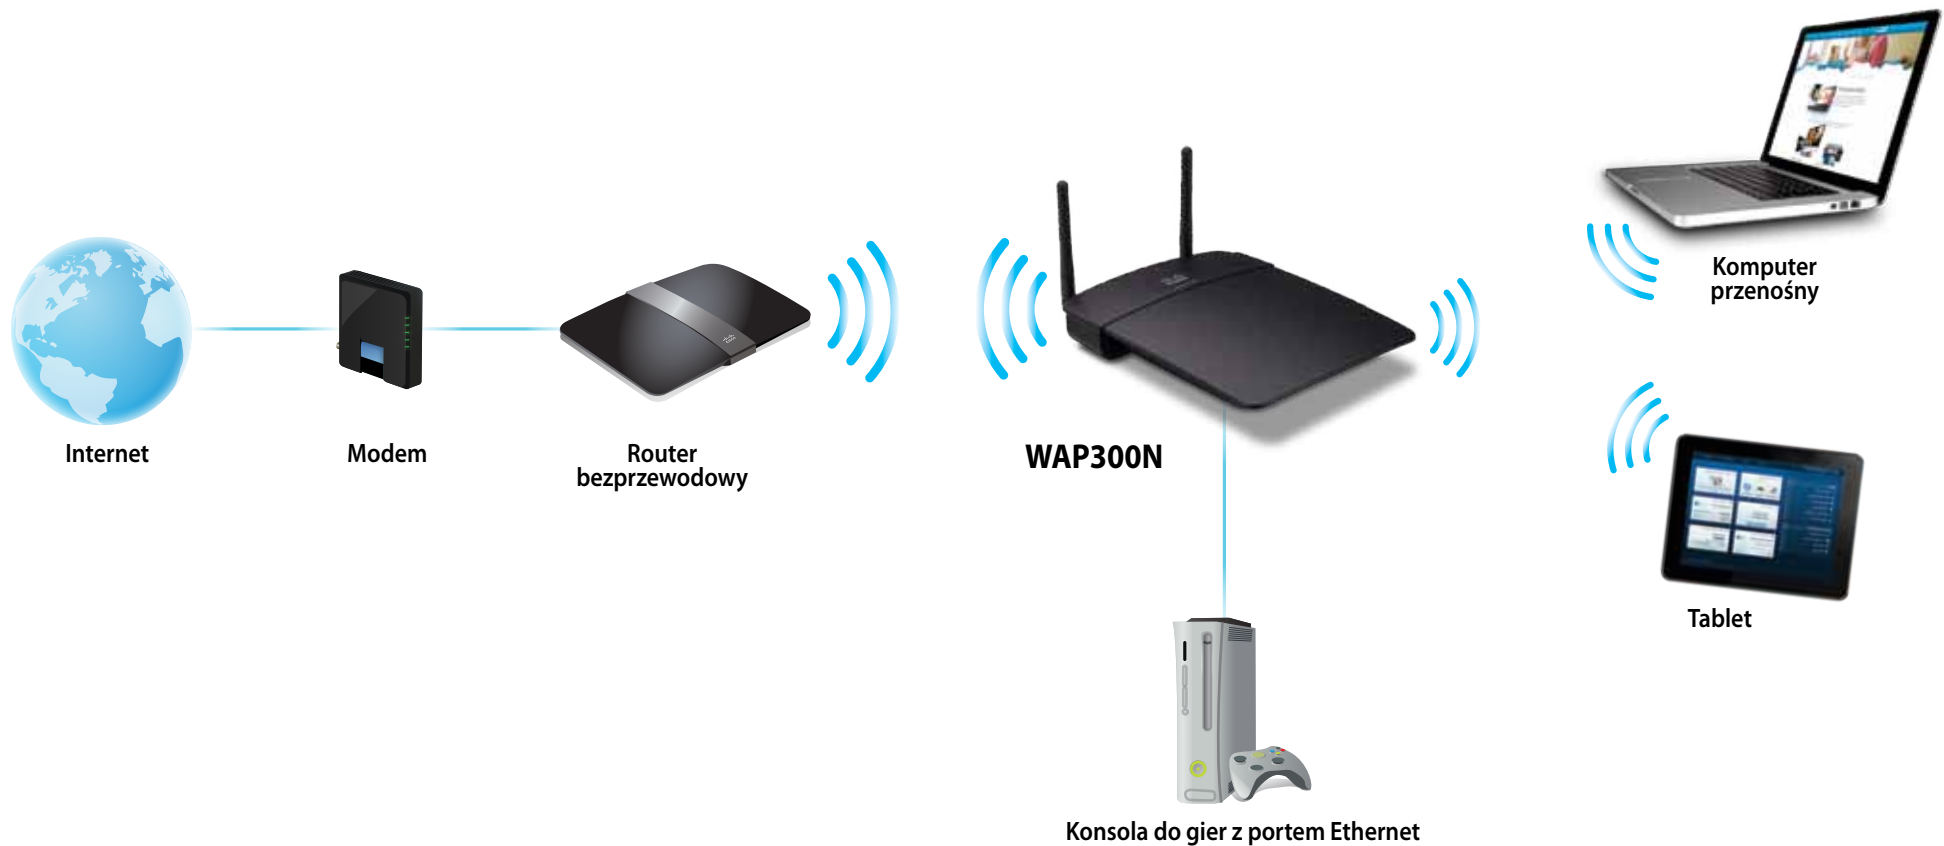 Internet
Modem
Router
bezprzewodowy
WAP300N
Komputer
przenośny
Tablet
Konsola do gier z portem Ethernet